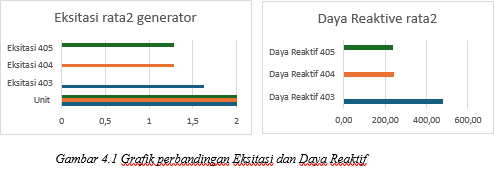 Eksitasi rata2 generator
Eksitasi 405
Eksitasi 404
Eksitasi 403
Unit
0 0,5 1 1,5 2
Daya Reaktive rata2
Daya Reaktif 405
Daya Reaktif 404
Daya Reaktif 403
0,00 200,00 400,00 600,00
Gambar 4.1 Grafik perbandingan Eksitasi dan Daya Reaktif